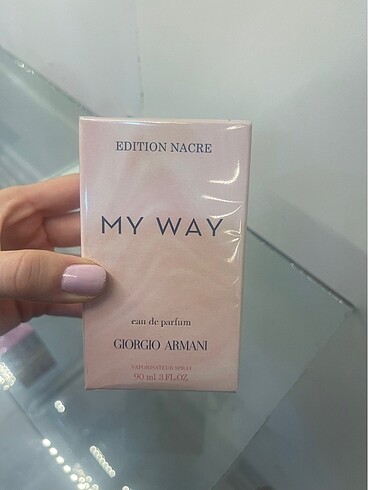 EDITION NACRE
MY WAY
eau de parfum
GIORGIO ARMANI
VAPORISATEUR SPRAY
90 ml 3 FL.OZ